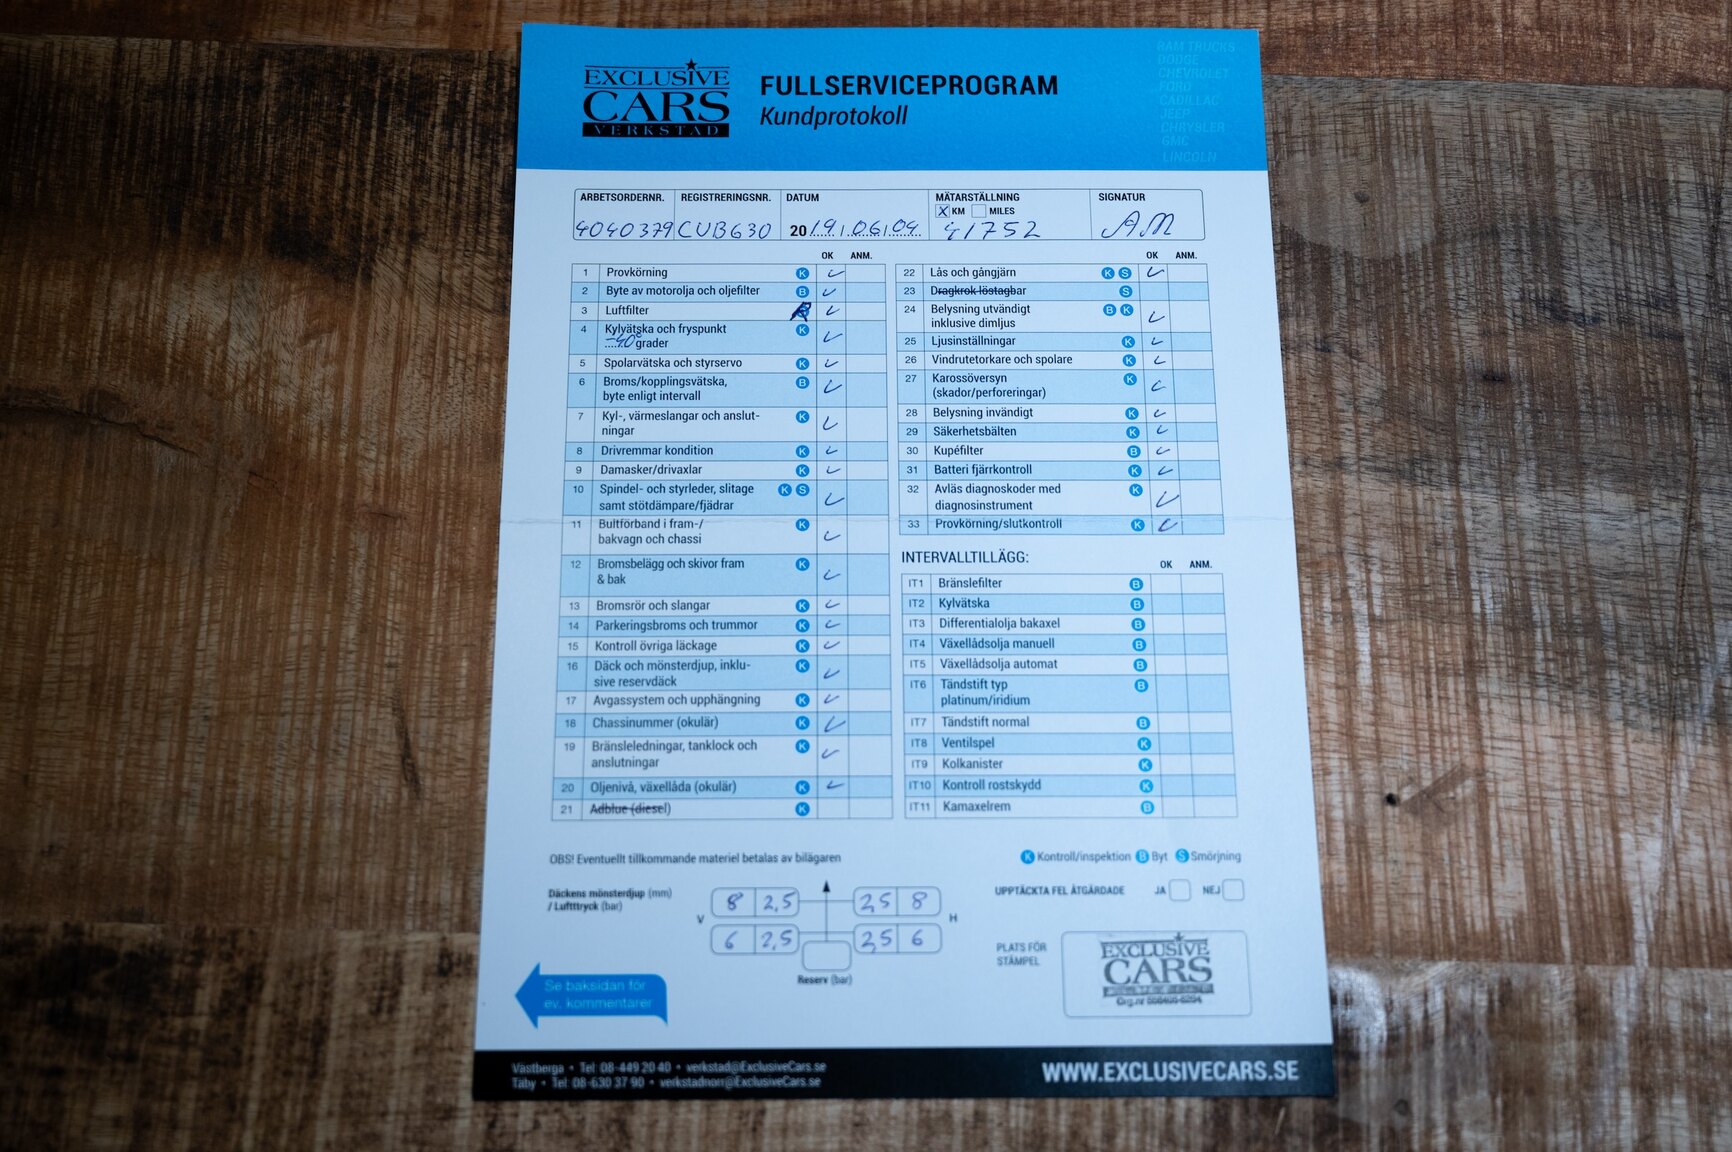 EXCLUSIVE
CARS
VERKSTAD
FULLSERVICEPROGRAM
Kundprotokoll
RAM TRUCKS
DODGE
CHEVROLET
FORD
CADILLAC
JEEP
CHRYSLER
GMC
LINCOLN
ARBETSORDERNR. REGISTRERINGSNR. DATUM MÄTARSTÄLLNING SIGNATUR
X KM MILES
4040379 CUB630 2019.06.04 41752 AM
OK ANM.
1 Provkörning K
2 Byte av motorolja och oljefilter B
3 Luftfilter
4 Kylvätska och fryspunkt K
-40° grader
5 Spolarvätska och styrservo K
6 Broms/kopplingsvätska, B
byte enligt intervall
7 Kyl-, värmeslangar och anslut- K
ningar
8 Drivremmar kondition K
9 Damasker/drivaxlar K
10 Spindel- och styrleder, slitage K S
samt stötdämpare/fjädrar
11 Bultförband i fram-/ K
bakvagn och chassi
12 Bromsbelägg och skivor fram K
& bak
13 Bromsrör och slangar K
14 Parkeringsbroms och trummor K
15 Kontroll övriga läckage K
16 Däck och mönsterdjup, inklu- K
sive reservdäck
17 Avgassystem och upphängning K
18 Chassinummer (okulär) K
19 Bränsleledningar, tanklock och K
anslutningar
20 Oljenivå, växellåda (okulär) K
21 Adblue (diesel) K
OK ANM.
22 Lås och gångjärn K S
23 Dragkrok löstagbar S
24 Belysning utvändigt B K
inklusive dimljus
25 Ljusinställningar K
26 Vindrutetorkare och spolare K
27 Karossöversyn K
(skador/perforeringar)
28 Belysning invändigt K
29 Säkerhetsbälten K
30 Kupéfilter B
31 Batteri fjärrkontroll K
32 Avläs diagnoskoder med K
diagnosinstrument
33 Provkörning/slutkontroll K
INTERVALLTILLÄGG:
OK ANM.
IT1 Bränslefilter B
IT2 Kylvätska B
IT3 Differentialolja bakaxel B
IT4 Växellådsolja manuell B
IT5 Växellådsolja automat B
IT6 Tändstift typ B
platinum/iridium
IT7 Tändstift normal B
IT8 Ventilspel K
IT9 Kolkanister K
IT10 Kontroll rostskydd K
IT11 Kamaxelrem B
OBS! Eventuellt tillkommande materiel betalas av bilägaren
K Kontroll/inspektion B Byt S Smörjning
Däckens mönsterdjup (mm)
/ Lufttryck (bar)
V H
8 2,5 2,5 8
6 2,5 2,5 6
Reserv (bar)
UPPTÄCKTA FEL ÅTGÄRDADE JA NEJ
PLATS FÖR
STÄMPEL
EXCLUSIVE
CARS
Org.nr
Se baksidan för
ev. kommentarer
Västberga • Tel: 08-449 20 40 • verkstad@ExclusiveCars.se
Täby • Tel: 08-630 37 90 • verkstadnorr@ExclusiveCars.se
WWW.EXCLUSIVECARS.SE